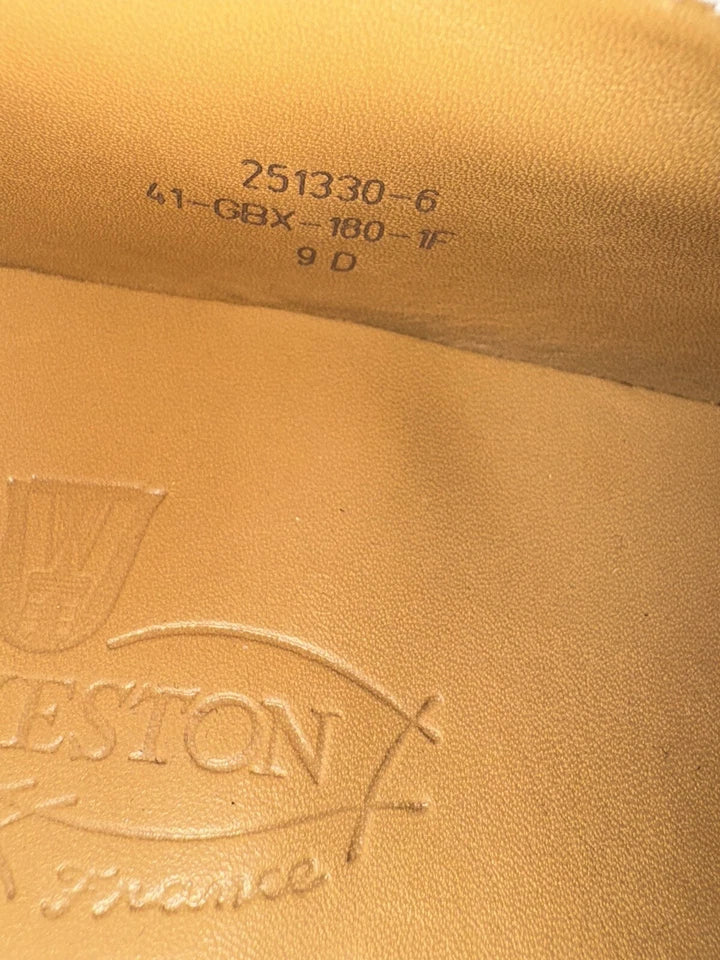 251330-6
41-GBX-180-1F
9 D
W
ESTON
France